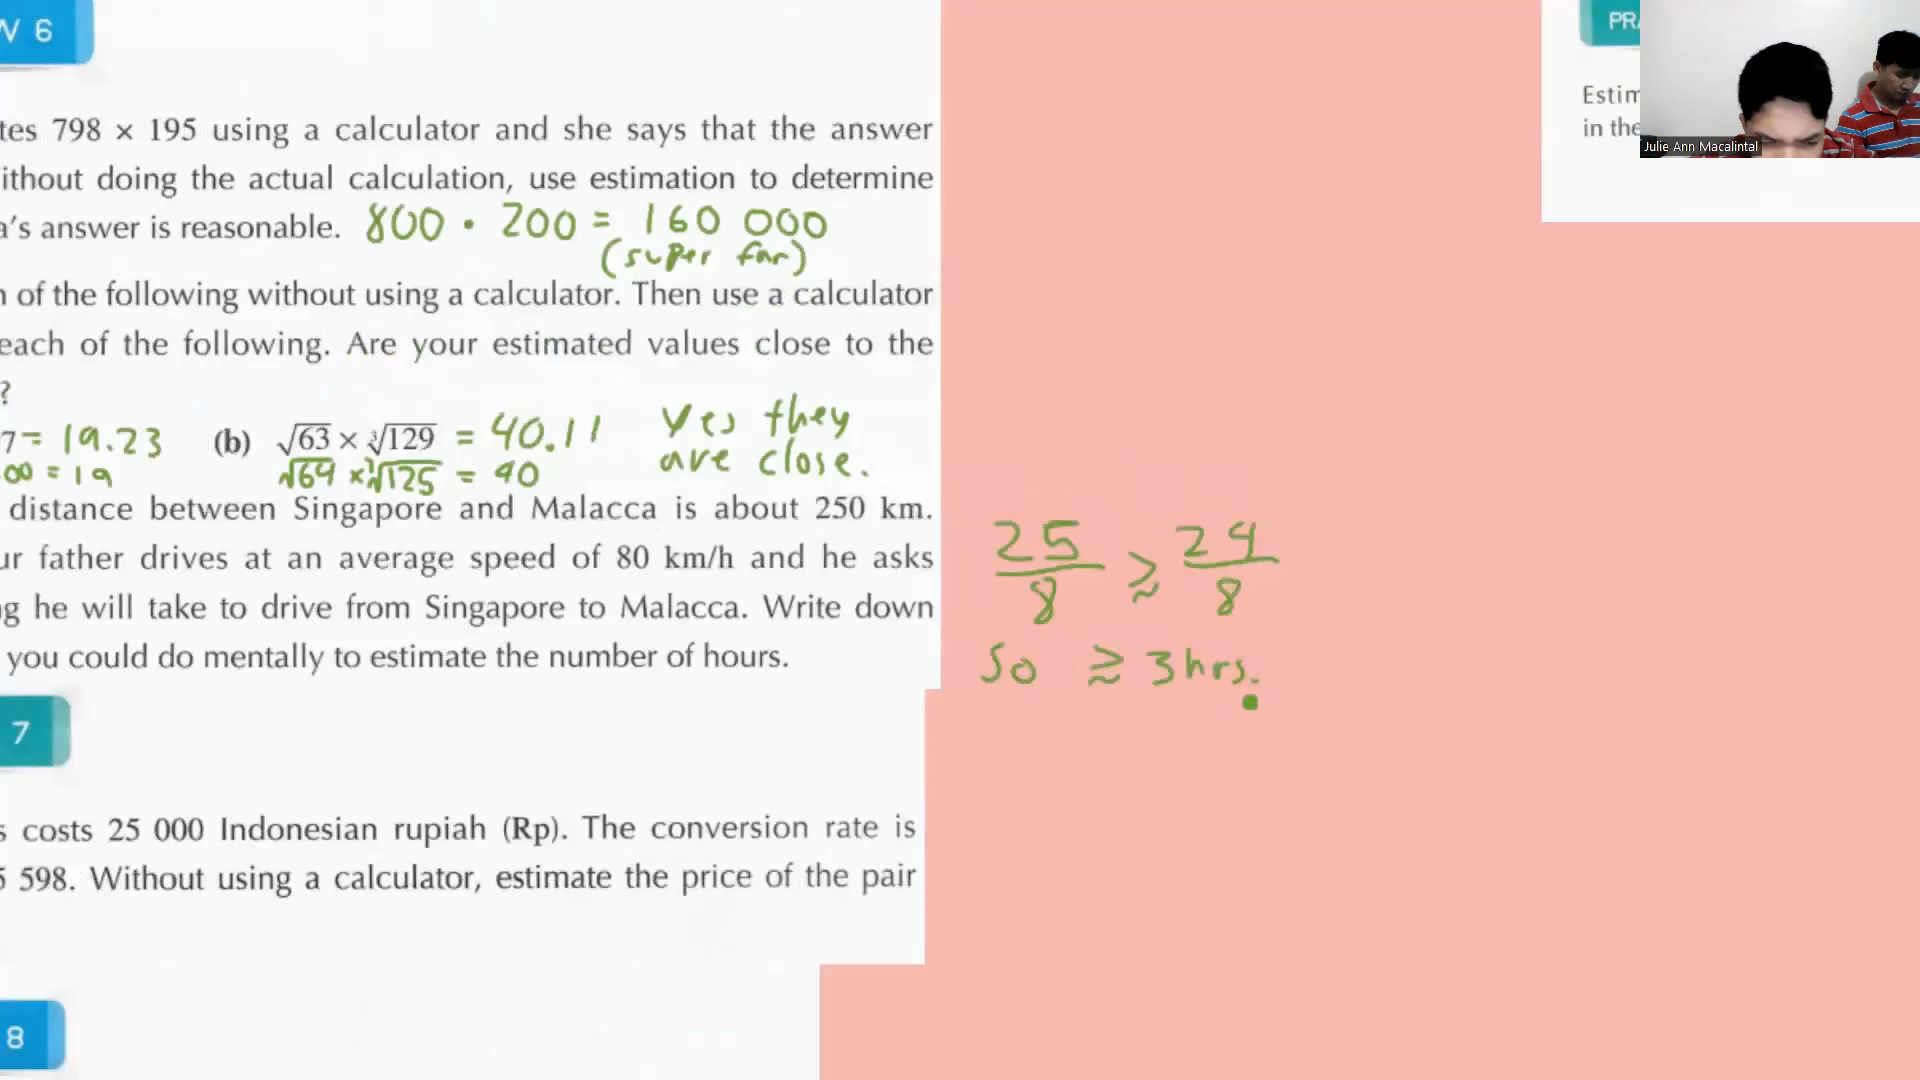 W 6
tes 798 × 195 using a calculator and she says that the answer
ithout doing the actual calculation, use estimation to determine
a's answer is reasonable. 800 · 200 = 160 000
(super far)
n of the following without using a calculator. Then use a calculator
each of the following. Are your estimated values close to the
?
7 = 19.23 (b) √63 × ∛129 = 40.11 Yes they
00 = 19 √64 × ∛125 = 40 are close.
distance between Singapore and Malacca is about 250 km.
ur father drives at an average speed of 80 km/h and he asks
g he will take to drive from Singapore to Malacca. Write down
you could do mentally to estimate the number of hours.
25/8 ⪆ 24/8
So ⪆ 3 hrs.
7
s costs 25 000 Indonesian rupiah (Rp). The conversion rate is
5 598. Without using a calculator, estimate the price of the pair
8
PRA
Estim
in the
Julie Ann Macalintal